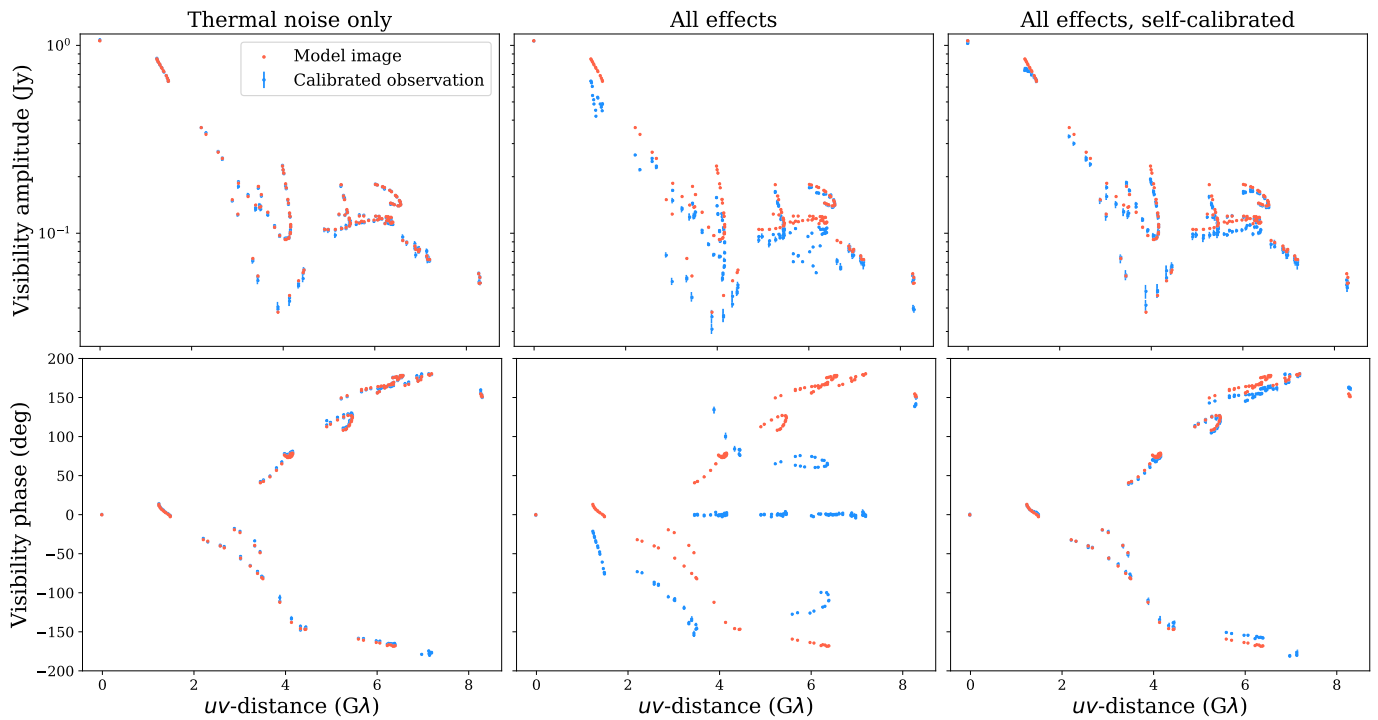 Thermal noise only
All effects
All effects, self-calibrated
Visibility amplitude (Jy)
10⁰
10⁻¹
Model image
Calibrated observation
Visibility phase (deg)
200
150
100
50
0
−50
−100
−150
−200
0 2 4 6 8
0 2 4 6 8
0 2 4 6 8
uv-distance (Gλ)
uv-distance (Gλ)
uv-distance (Gλ)